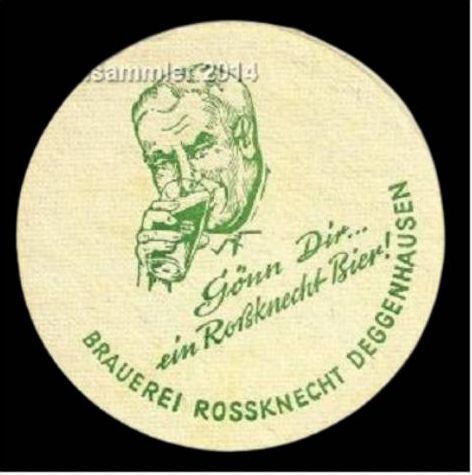 sammler 2014
Gönn Dir...
ein Roßknecht Bier!
BRAUEREI ROSSKNECHT DEGGENHAUSEN